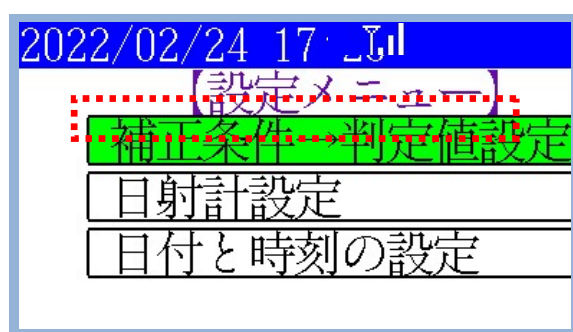 2022/02/24 17
【設定メニュー】
補正条件→判定値設定
日射計設定
日付と時刻の設定